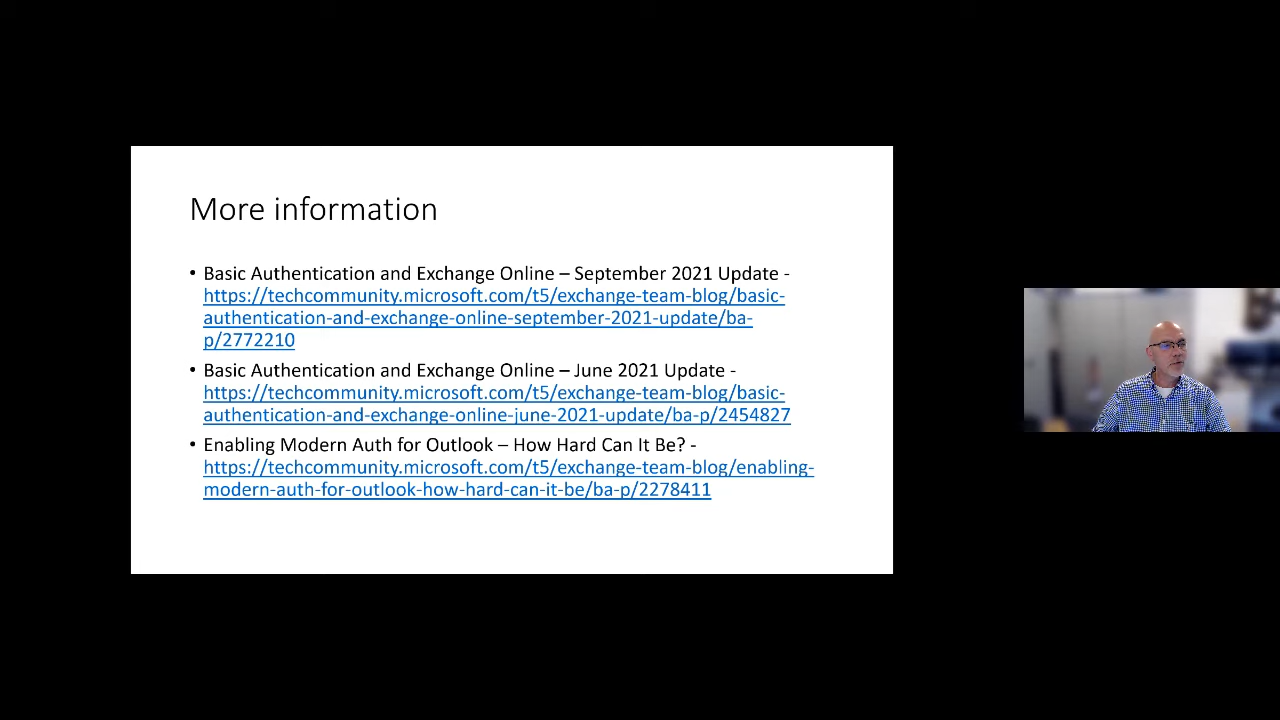 More information
• Basic Authentication and Exchange Online – September 2021 Update -
https://techcommunity.microsoft.com/t5/exchange-team-blog/basic-
authentication-and-exchange-online-september-2021-update/ba-
p/2772210
• Basic Authentication and Exchange Online – June 2021 Update -
https://techcommunity.microsoft.com/t5/exchange-team-blog/basic-
authentication-and-exchange-online-june-2021-update/ba-p/2454827
• Enabling Modern Auth for Outlook – How Hard Can It Be? -
https://techcommunity.microsoft.com/t5/exchange-team-blog/enabling-
modern-auth-for-outlook-how-hard-can-it-be/ba-p/2278411